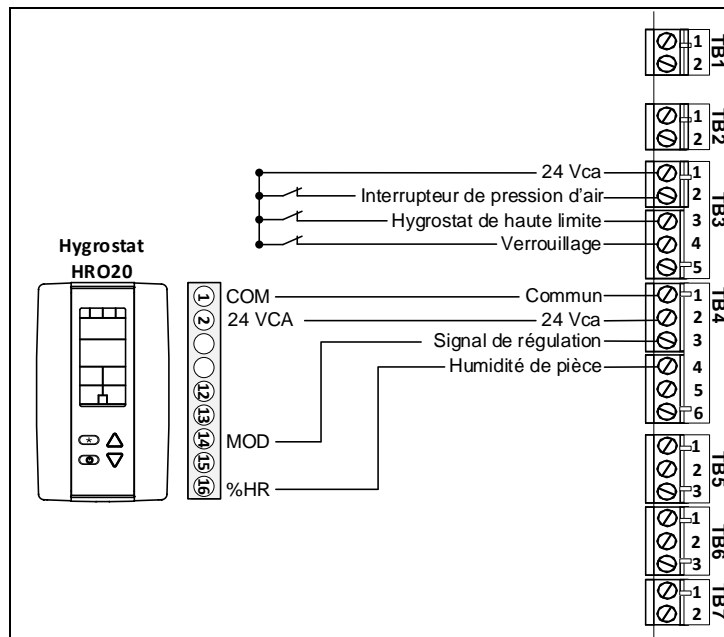 1
2
TB1
1
2
TB2
24 Vca
1
Interrupteur de pression d'air
2
Hygrostat de haute limite
3
Verrouillage
4
5
TB3
Hygrostat
HRO20
1
COM
Commun
1
2
24 VCA
24 Vca
2
Signal de régulation
3
Humidité de pièce
4
12
5
13
6
TB4
14
MOD
15
16
%HR
1
2
3
TB5
1
2
3
TB6
1
2
TB7